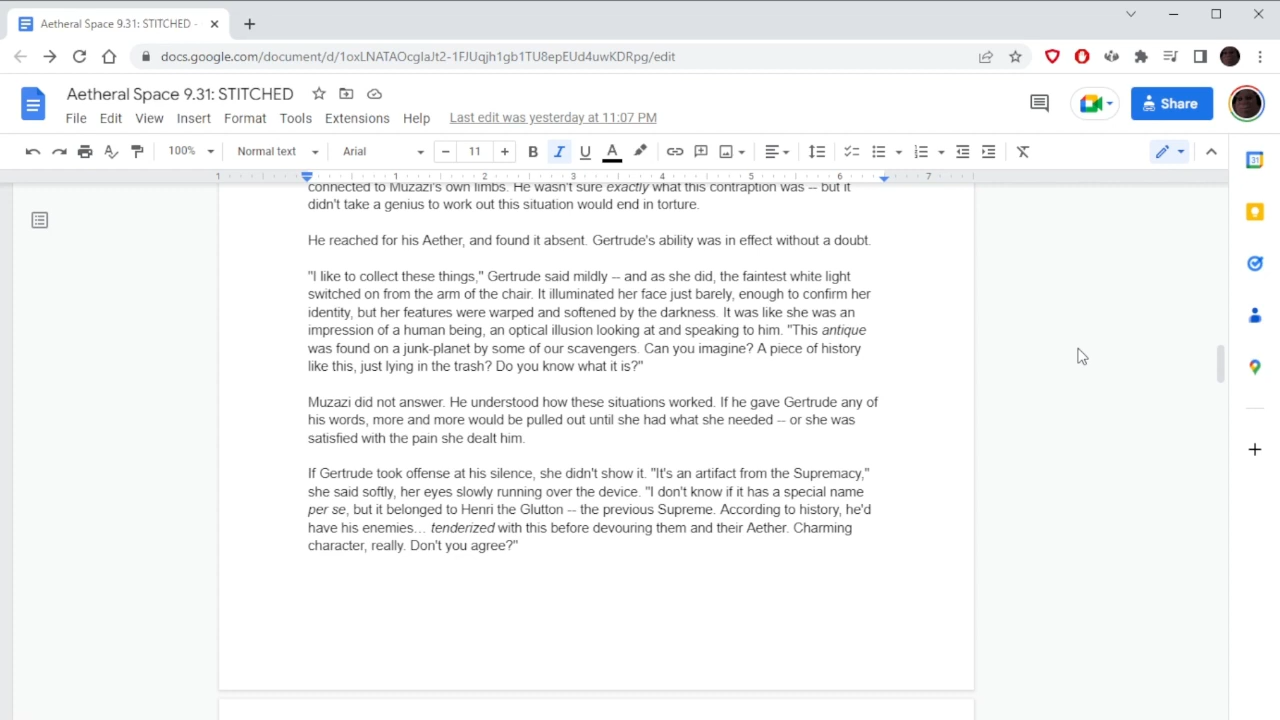 Aetheral Space 9.31: STITCHED -
docs.google.com/document/d/1oxLNATAOcglaJt2-1FJUqjh1gb1TU8epEUd4uwKDRpg/edit
Aetheral Space 9.31: STITCHED
File Edit View Insert Format Tools Extensions Help Last edit was yesterday at 11:07 PM
Share
100% Normal text Arial 11
1 1 2 3 4 5 6 7
connected to Muzazi's own limbs. He wasn't sure exactly what this contraption was -- but it
didn't take a genius to work out this situation would end in torture.
He reached for his Aether, and found it absent. Gertrude's ability was in effect without a doubt.
"I like to collect these things," Gertrude said mildly -- and as she did, the faintest white light
switched on from the arm of the chair. It illuminated her face just barely, enough to confirm her
identity, but her features were warped and softened by the darkness. It was like she was an
impression of a human being, an optical illusion looking at and speaking to him. "This antique
was found on a junk-planet by some of our scavengers. Can you imagine? A piece of history
like this, just lying in the trash? Do you know what it is?"
Muzazi did not answer. He understood how these situations worked. If he gave Gertrude any of
his words, more and more would be pulled out until she had what she needed -- or she was
satisfied with the pain she dealt him.
If Gertrude took offense at his silence, she didn't show it. "It's an artifact from the Supremacy,"
she said softly, her eyes slowly running over the device. "I don't know if it has a special name
per se, but it belonged to Henri the Glutton -- the previous Supreme. According to history, he'd
have his enemies… tenderized with this before devouring them and their Aether. Charming
character, really. Don't you agree?"